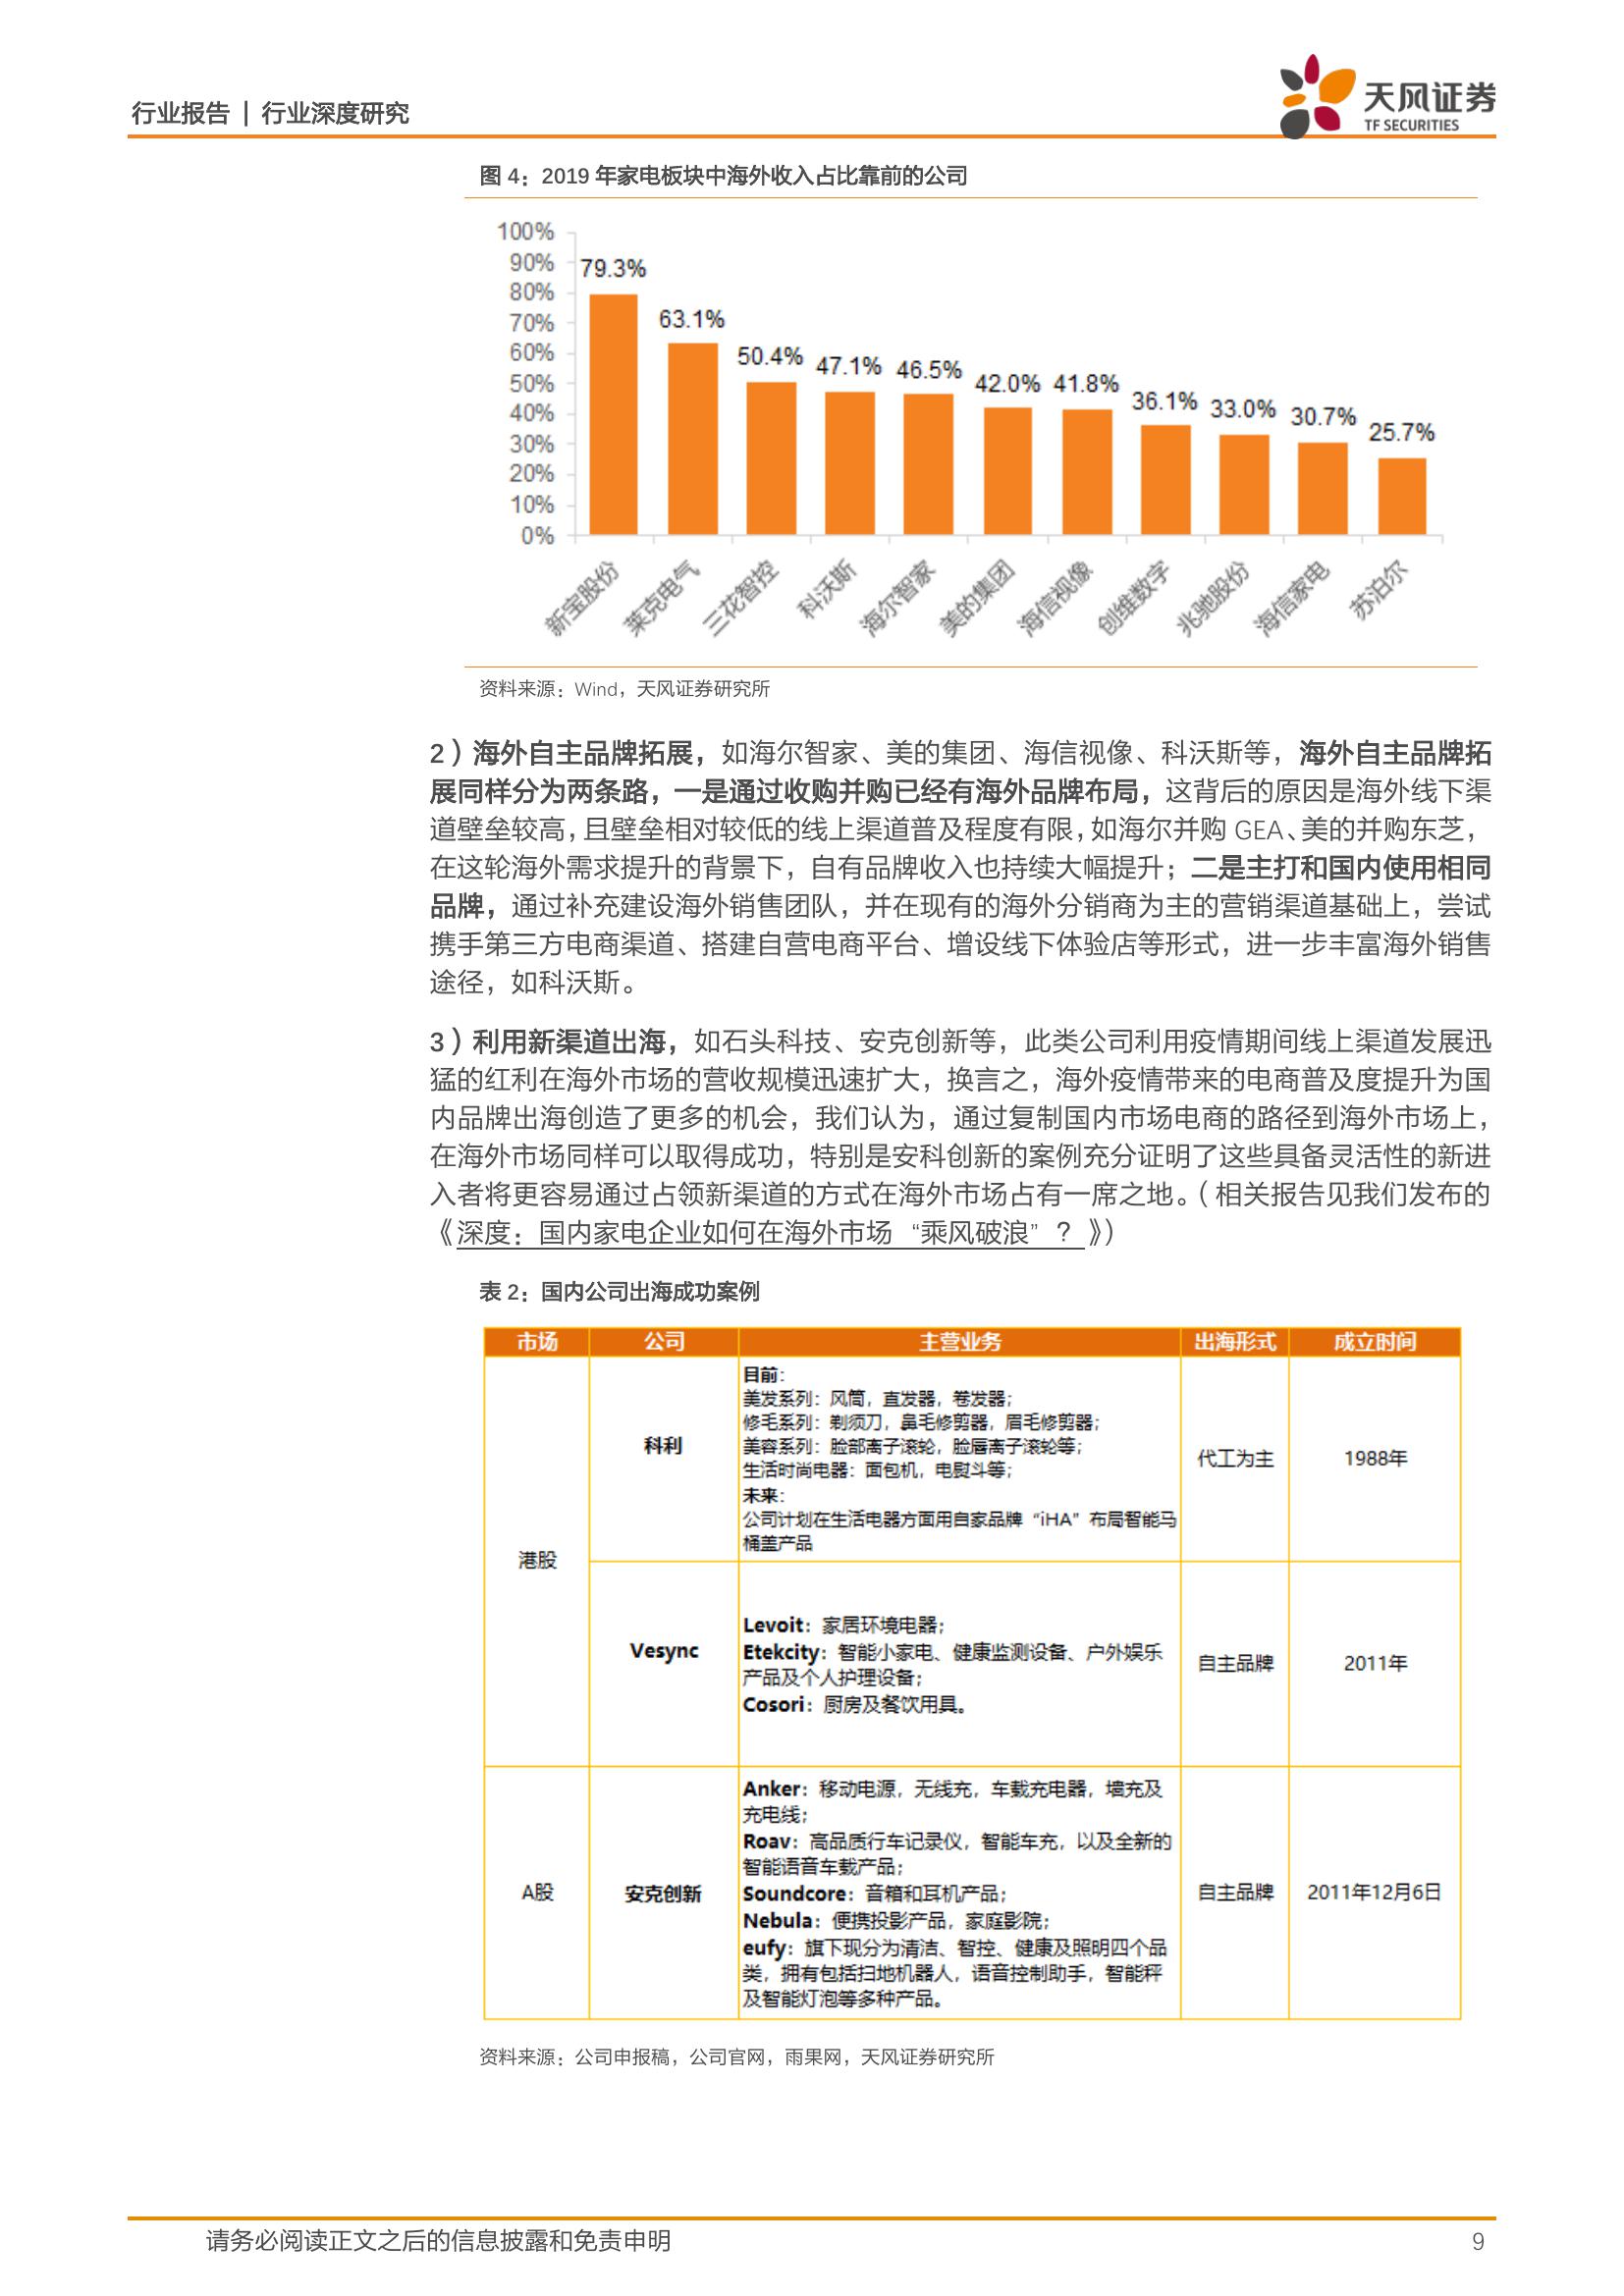 行业报告 | 行业深度研究
天风证券
TF SECURITIES
图 4：2019 年家电板块中海外收入占比靠前的公司
100%
90%
80%
70%
60%
50%
40%
30%
20%
10%
0%
79.3%
63.1%
50.4%
47.1%
46.5%
42.0%
41.8%
36.1%
33.0%
30.7%
25.7%
新宝股份
莱克电气
三花智控
科沃斯
海尔智家
美的集团
海信视像
创维数字
兆驰股份
海信家电
苏泊尔
资料来源：Wind，天风证券研究所
2）海外自主品牌拓展，如海尔智家、美的集团、海信视像、科沃斯等，海外自主品牌拓
展同样分为两条路，一是通过收购并购已经有海外品牌布局，这背后的原因是海外线下渠
道壁垒较高，且壁垒相对较低的线上渠道普及程度有限，如海尔并购 GEA、美的并购东芝，
在这轮海外需求提升的背景下，自有品牌收入也持续大幅提升；二是主打和国内使用相同
品牌，通过补充建设海外销售团队，并在现有的海外分销商为主的营销渠道基础上，尝试
携手第三方电商渠道、搭建自营电商平台、增设线下体验店等形式，进一步丰富海外销售
途径，如科沃斯。
3）利用新渠道出海，如石头科技、安克创新等，此类公司利用疫情期间线上渠道发展迅
猛的红利在海外市场的营收规模迅速扩大，换言之，海外疫情带来的电商普及度提升为国
内品牌出海创造了更多的机会，我们认为，通过复制国内市场电商的路径到海外市场上，
在海外市场同样可以取得成功，特别是安科创新的案例充分证明了这些具备灵活性的新进
入者将更容易通过占领新渠道的方式在海外市场占有一席之地。（相关报告见我们发布的
《深度：国内家电企业如何在海外市场 “乘风破浪”？》）
表 2：国内公司出海成功案例
市场 公司 主营业务 出海形式 成立时间
港股
科利
目前：
美发系列：风筒，直发器，卷发器；
修毛系列：剃须刀，鼻毛修剪器，眉毛修剪器；
美容系列：脸部离子滚轮，脸唇离子滚轮等；
生活时尚电器：面包机，电熨斗等；
未来：
公司计划在生活电器方面用自家品牌“iHA”布局智能马
桶盖产品
代工为主
1988年
Vesync
Levoit：家居环境电器；
Etekcity：智能小家电、健康监测设备、户外娱乐
产品及个人护理设备；
Cosori：厨房及餐饮用具。
自主品牌
2011年
A股
安克创新
Anker：移动电源，无线充，车载充电器，墙充及
充电线；
Roav：高品质行车记录仪，智能车充，以及全新的
智能语音车载产品；
Soundcore：音箱和耳机产品；
Nebula：便携投影产品，家庭影院；
eufy：旗下现分为清洁、智控、健康及照明四个品
类，拥有包括扫地机器人，语音控制助手，智能秤
及智能灯泡等多种产品。
自主品牌
2011年12月6日
资料来源：公司申报稿，公司官网，雨果网，天风证券研究所
请务必阅读正文之后的信息披露和免责申明
9